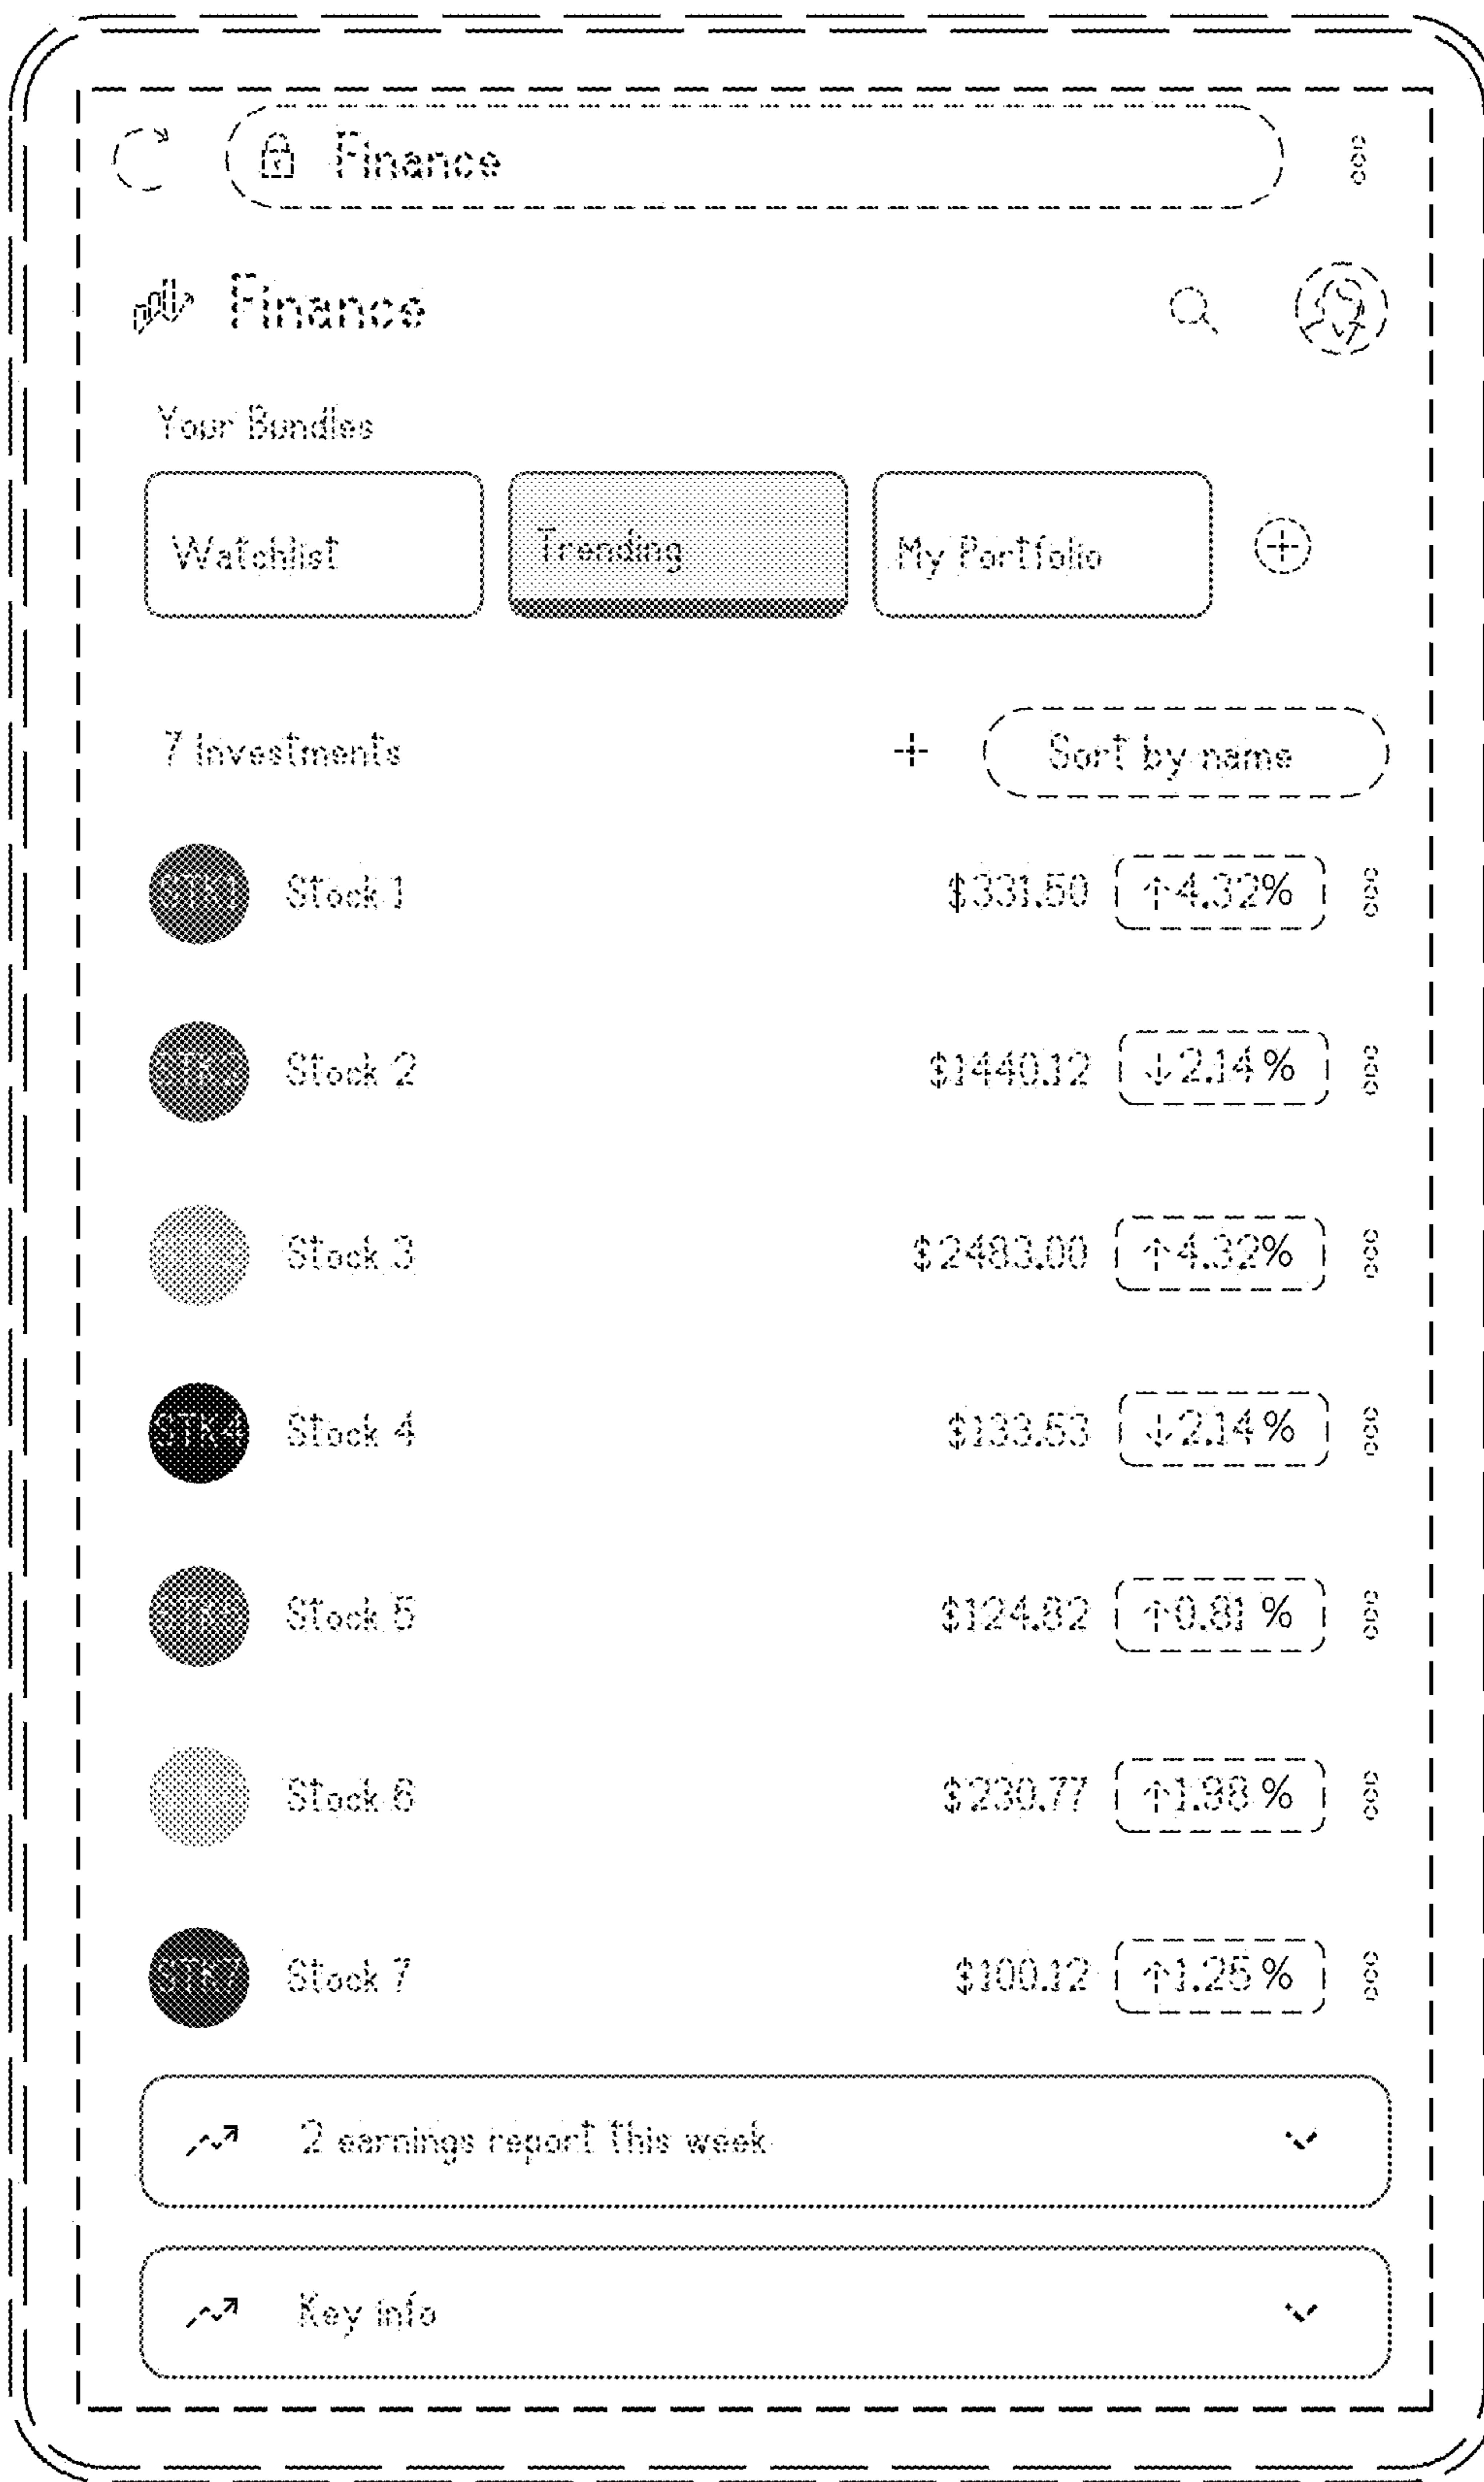 Finance
Finance
Your Bundles
Watchlist Trending My Portfolio
7 Investments + Sort by name
STK1 Stock 1 $331.50 ↑4.32%
Stock 2 $1440.12 ↓2.14%
Stock 3 $2483.00 ↑4.32%
STK4 Stock 4 $133.53 ↓2.14%
Stock 5 $124.82 ↑0.81%
Stock 6 $230.77 ↑1.98%
STK7 Stock 7 $100.12 ↑1.25%
2 earnings report this week
Key info